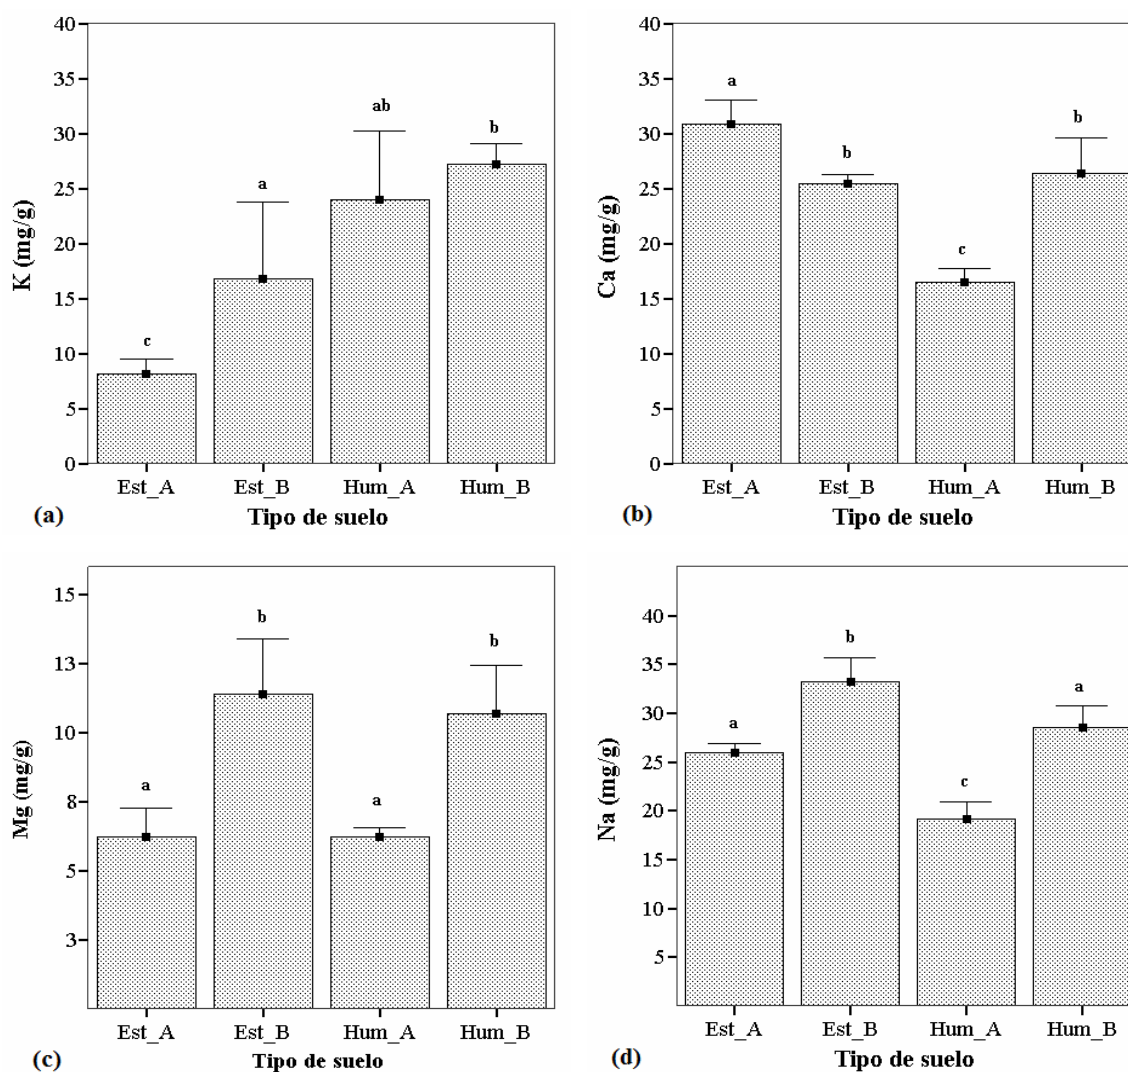 40
35
30
25
20
15
10
5
0
K (mg/g)
c
a
ab
b
Est_A Est_B Hum_A Hum_B
Tipo de suelo
(a)
40
35
30
25
20
15
10
5
0
Ca (mg/g)
a
b
c
b
Est_A Est_B Hum_A Hum_B
Tipo de suelo
(b)
15
13
10
8
5
3
Mg (mg/g)
a
b
a
b
Est_A Est_B Hum_A Hum_B
Tipo de suelo
(c)
40
35
30
25
20
15
10
5
Na (mg/g)
a
b
c
a
Est_A Est_B Hum_A Hum_B
Tipo de suelo
(d)